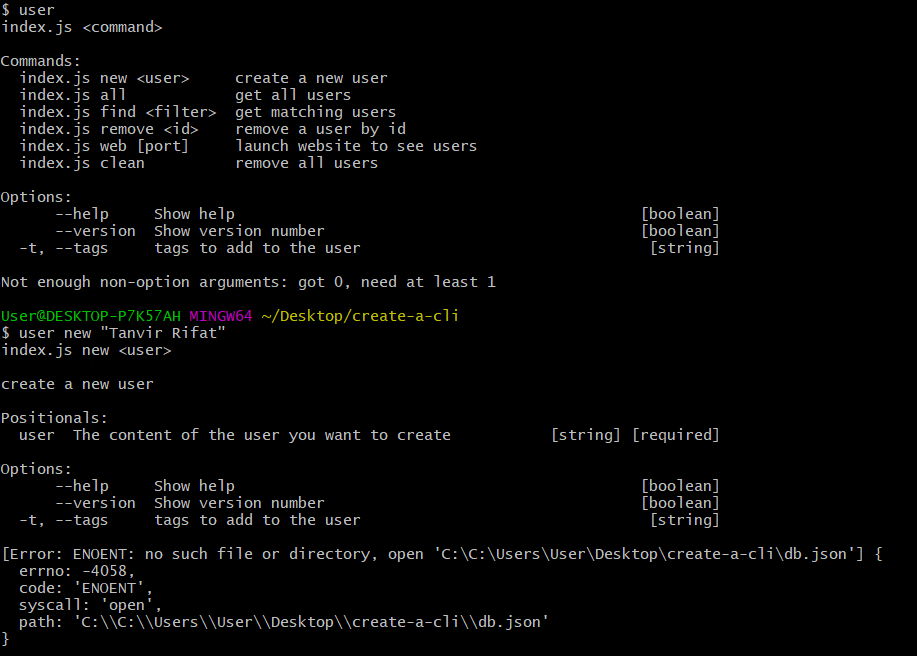 $ user
index.js <command>

Commands:
  index.js new <user>     create a new user
  index.js all            get all users
  index.js find <filter>  get matching users
  index.js remove <id>    remove a user by id
  index.js web [port]     launch website to see users
  index.js clean          remove all users

Options:
      --help     Show help                                             [boolean]
      --version  Show version number                                   [boolean]
  -t, --tags     tags to add to the user                                [string]

Not enough non-option arguments: got 0, need at least 1

User@DESKTOP-P7K57AH MINGW64 ~/Desktop/create-a-cli
$ user new "Tanvir Rifat"
index.js new <user>

create a new user

Positionals:
  user  The content of the user you want to create           [string] [required]

Options:
      --help     Show help                                             [boolean]
      --version  Show version number                                   [boolean]
  -t, --tags     tags to add to the user                                [string]

[Error: ENOENT: no such file or directory, open 'C:\C:\Users\User\Desktop\create-a-cli\db.json'] {
  errno: -4058,
  code: 'ENOENT',
  syscall: 'open',
  path: 'C:\\C:\\Users\\User\\Desktop\\create-a-cli\\db.json'
}